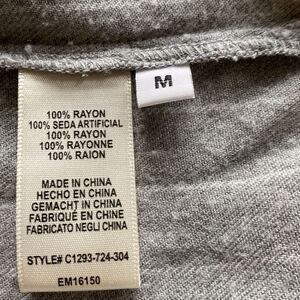 M
100% RAYON
100% SEDA ARTIFICIAL
100% RAYON
100% RAYONNE
100% RAION
MADE IN CHINA
HECHO EN CHINA
GEMACHT IN CHINA
FABRIQUÉ EN CHINE
FABRICATO NEGLI CHINA
STYLE# C1293-724-304
EM16150